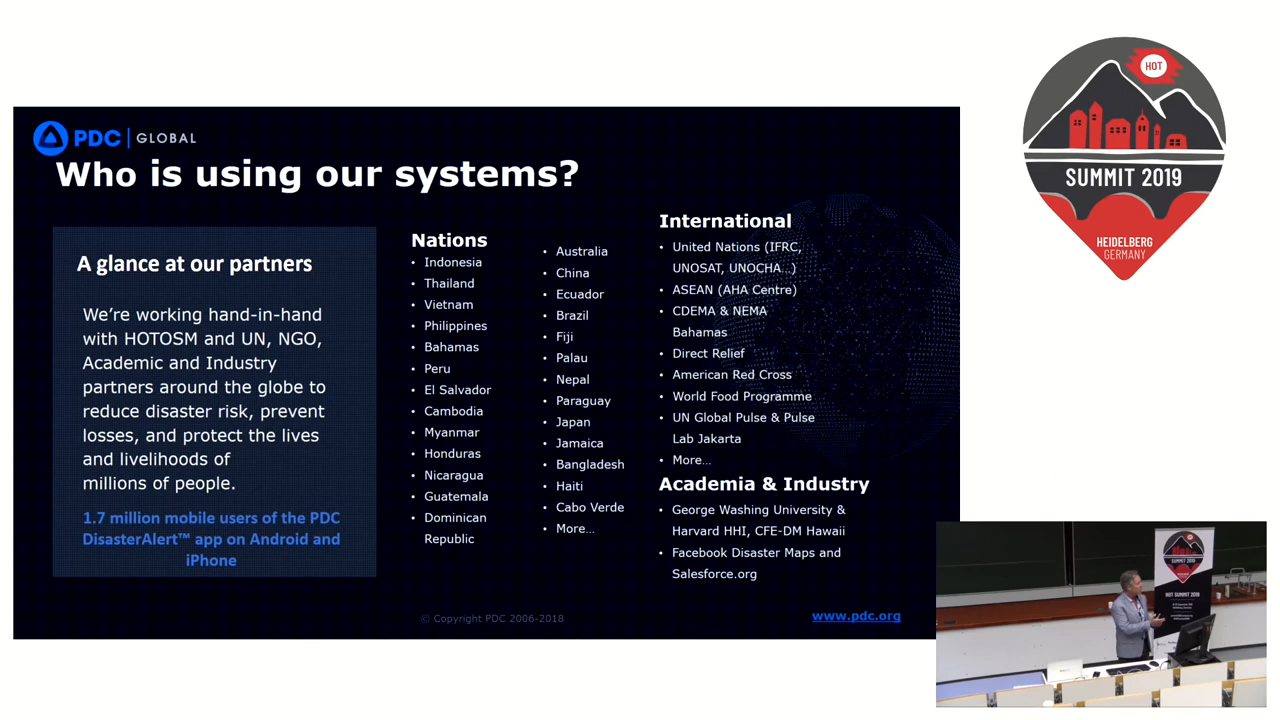 PDC | GLOBAL
Who is using our systems?
A glance at our partners
We’re working hand-in-hand
with HOTOSM and UN, NGO,
Academic and Industry
partners around the globe to
reduce disaster risk, prevent
losses, and protect the lives
and livelihoods of
millions of people.
1.7 million mobile users of the PDC
DisasterAlert™ app on Android and
iPhone
Nations
• Indonesia
• Thailand
• Vietnam
• Philippines
• Bahamas
• Peru
• El Salvador
• Cambodia
• Myanmar
• Honduras
• Nicaragua
• Guatemala
• Dominican
Republic
• Australia
• China
• Ecuador
• Brazil
• Fiji
• Palau
• Nepal
• Paraguay
• Japan
• Jamaica
• Bangladesh
• Haiti
• Cabo Verde
• More...
International
• United Nations (IFRC,
UNOSAT, UNOCHA...)
• ASEAN (AHA Centre)
• CDEMA & NEMA
Bahamas
• Direct Relief
• American Red Cross
• World Food Programme
• UN Global Pulse & Pulse
Lab Jakarta
• More...
Academia & Industry
• George Washing University &
Harvard HHI, CFE-DM Hawaii
• Facebook Disaster Maps and
Salesforce.org
© Copyright PDC 2006-2018
www.pdc.org
HOT
SUMMIT 2019
HEIDELBERG
GERMANY
SUMMIT 2019
HOT SUMMIT 2019